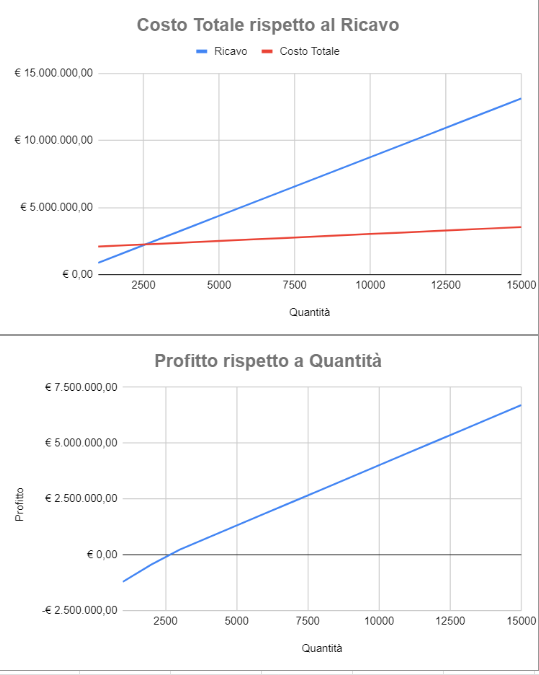 Costo Totale rispetto al Ricavo
Ricavo Costo Totale
€ 15.000.000,00
€ 10.000.000,00
€ 5.000.000,00
€ 0,00
2500 5000 7500 10000 12500 15000
Quantità
Profitto rispetto a Quantità
€ 7.500.000,00
€ 5.000.000,00
€ 2.500.000,00
€ 0,00
-€ 2.500.000,00
Profitto
2500 5000 7500 10000 12500 15000
Quantità